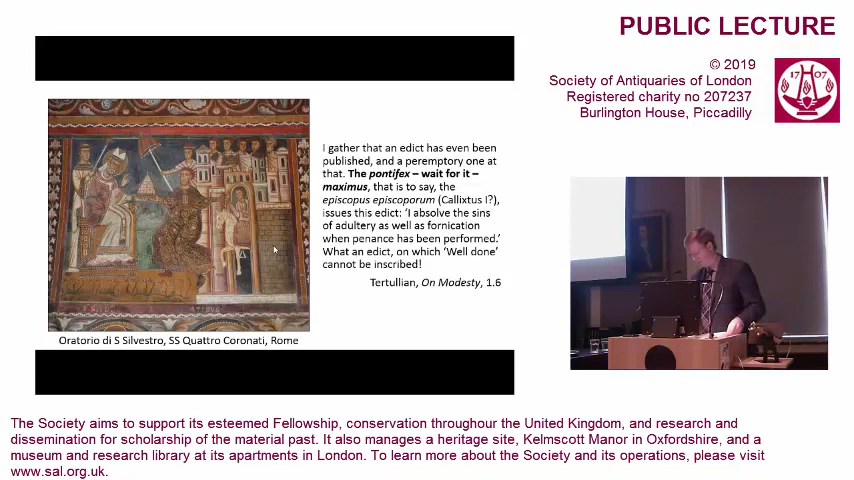 PUBLIC LECTURE
© 2019
Society of Antiquaries of London
Registered charity no 207237
Burlington House, Piccadilly
17 07
I gather that an edict has even been
published, and a peremptory one at
that. The pontifex – wait for it –
maximus, that is to say, the
episcopus episcoporum (Callixtus I?),
issues this edict: ‘I absolve the sins
of adultery as well as fornication
when penance has been performed.’
What an edict, on which ‘Well done’
cannot be inscribed!
Tertullian, On Modesty, 1.6
Oratorio di S Silvestro, SS Quattro Coronati, Rome
The Society aims to support its esteemed Fellowship, conservation throughour the United Kingdom, and research and
dissemination for scholarship of the material past. It also manages a heritage site, Kelmscott Manor in Oxfordshire, and a
museum and research library at its apartments in London. To learn more about the Society and its operations, please visit
www.sal.org.uk.